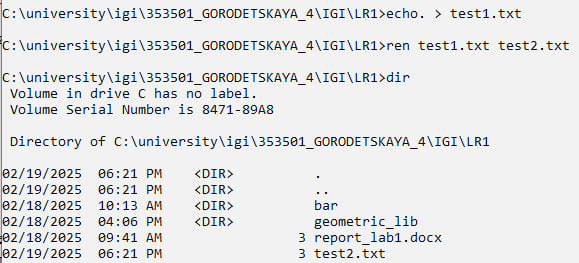 C:\university\igi\353501_GORODETSKAYA_4\IGI\LR1>echo. > test1.txt
C:\university\igi\353501_GORODETSKAYA_4\IGI\LR1>ren test1.txt test2.txt
C:\university\igi\353501_GORODETSKAYA_4\IGI\LR1>dir
Volume in drive C has no label.
Volume Serial Number is 8471-89A8
Directory of C:\university\igi\353501_GORODETSKAYA_4\IGI\LR1
02/19/2025  06:21 PM    <DIR>          .
02/19/2025  06:21 PM    <DIR>          ..
02/18/2025  10:13 AM    <DIR>          bar
02/18/2025  04:06 PM    <DIR>          geometric_lib
02/18/2025  09:41 AM                 3 report_lab1.docx
02/19/2025  06:21 PM                 3 test2.txt